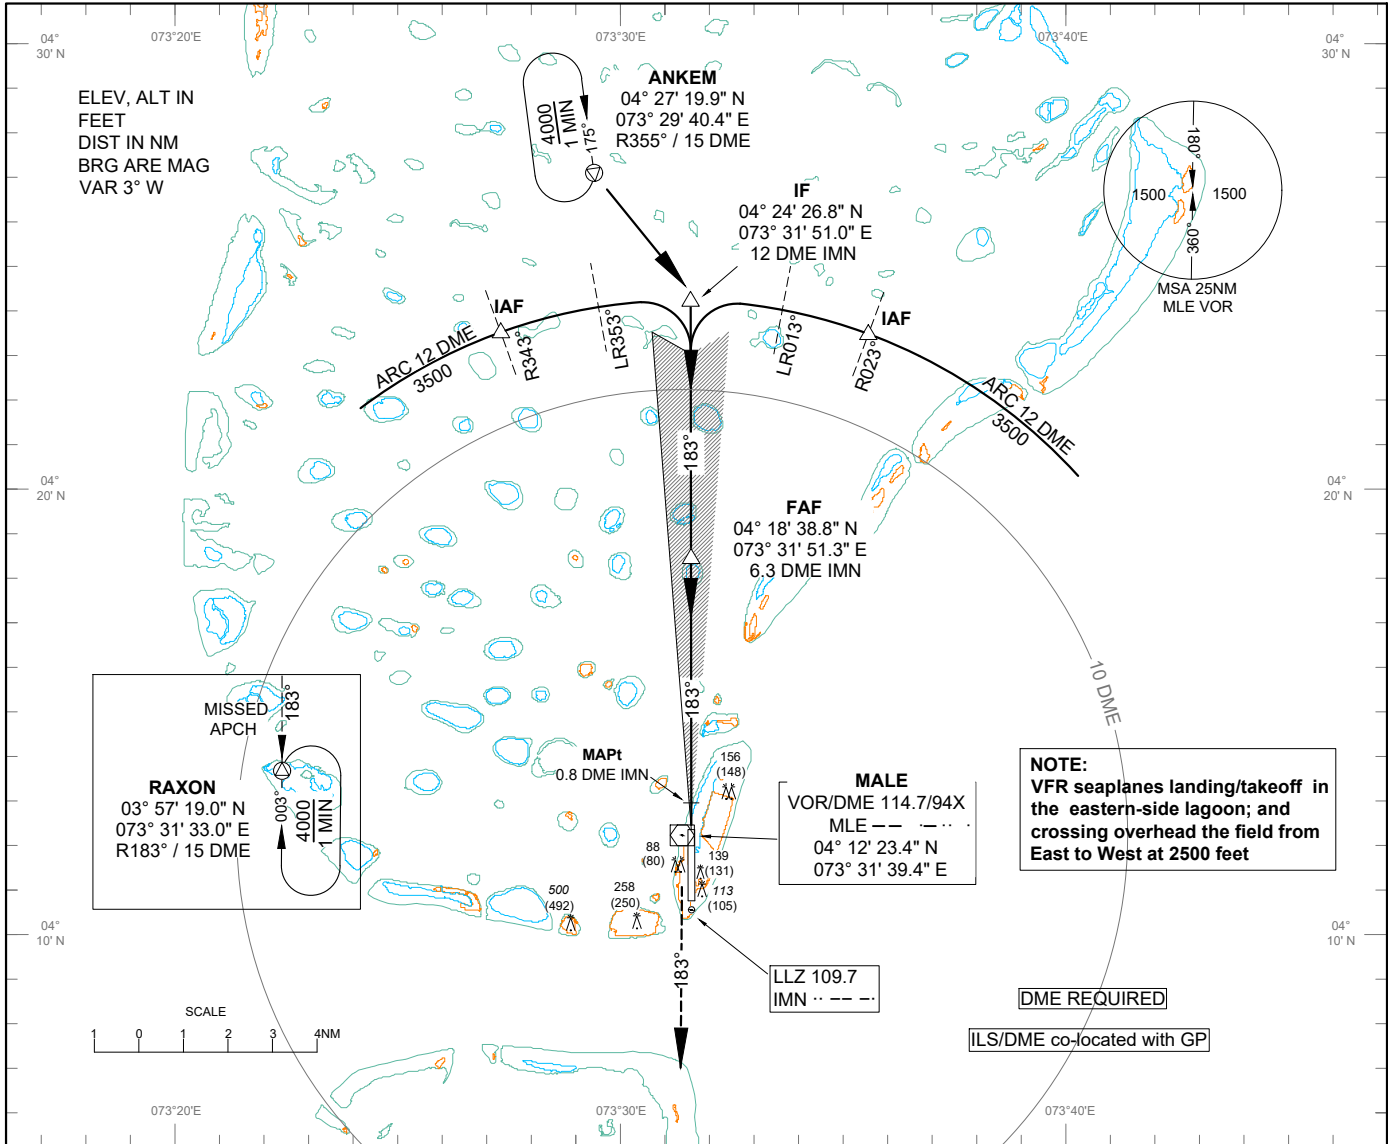 073°20'E
073°30'E
073°40'E
04°
30' N
04°
30' N
ELEV, ALT IN
FEET
DIST IN NM
BRG ARE MAG
VAR 3° W
4000
1 MIN
175°
ANKEM
04° 27' 19.9" N
073° 29' 40.4" E
R355° / 15 DME
IF
04° 24' 26.8" N
073° 31' 51.0" E
12 DME IMN
180°
1500
1500
360°
MSA 25NM
MLE VOR
IAF
IAF
ARC 12 DME
3500
R343°
LR353°
LR013°
R023°
ARC 12 DME
3500
183°
04°
20' N
04°
20' N
FAF
04° 18' 38.8" N
073° 31' 51.3" E
6.3 DME IMN
10 DME
183°
MISSED
APCH
183°
RAXON
03° 57' 19.0" N
073° 31' 33.0" E
R183° / 15 DME
003°
4000
1 MIN
MAPt
0.8 DME IMN
156
(148)
MALE
VOR/DME 114.7/94X
MLE
04° 12' 23.4" N
073° 31' 39.4" E
NOTE:
VFR seaplanes landing/takeoff in
the eastern-side lagoon; and
crossing overhead the field from
East to West at 2500 feet
88
(80)
139
(131)
113
(105)
500
(492)
258
(250)
04°
10' N
04°
10' N
183°
LLZ 109.7
IMN
DME REQUIRED
ILS/DME co-located with GP
SCALE
1 0 1 2 3 4NM
073°20'E
073°30'E
073°40'E